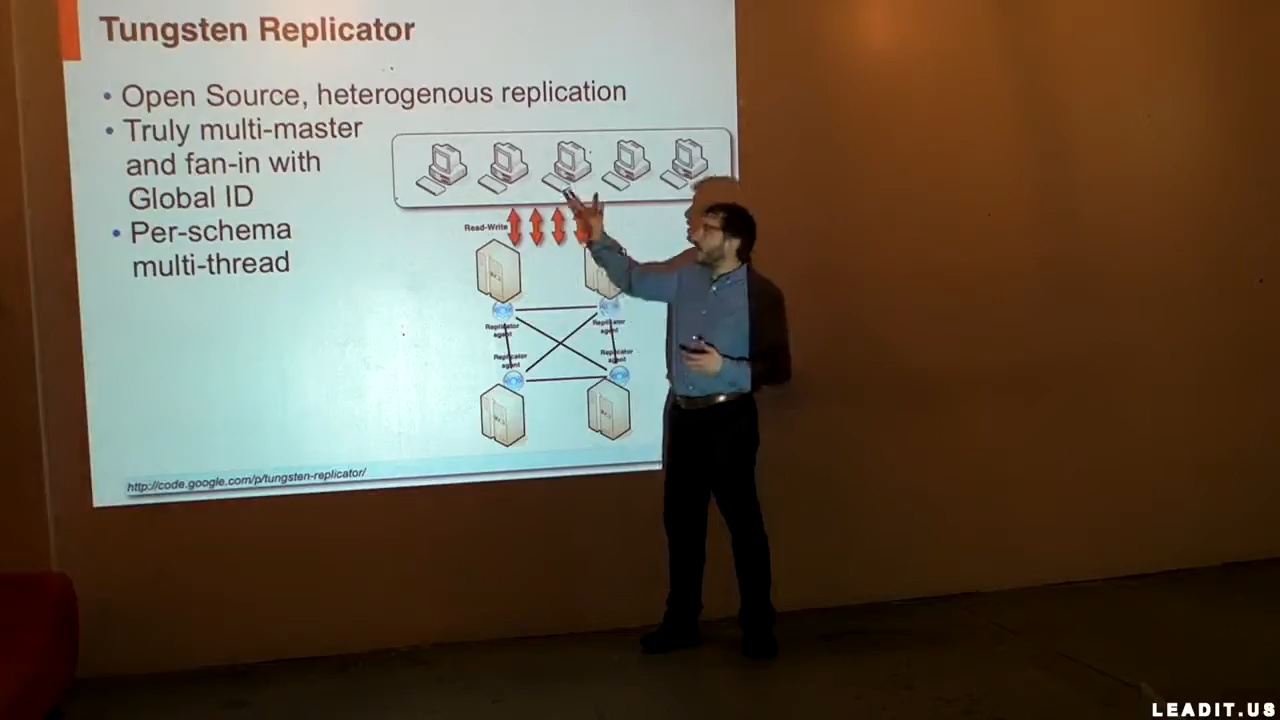 Tungsten Replicator
• Open Source, heterogenous replication
• Truly multi-master
and fan-in with
Global ID
• Per-schema
multi-thread
Read-Write
Replicator
agent
Replicator
agent
Replicator
agent
Replicator
agent
http://code.google.com/p/tungsten-replicator/
LEADIT.US